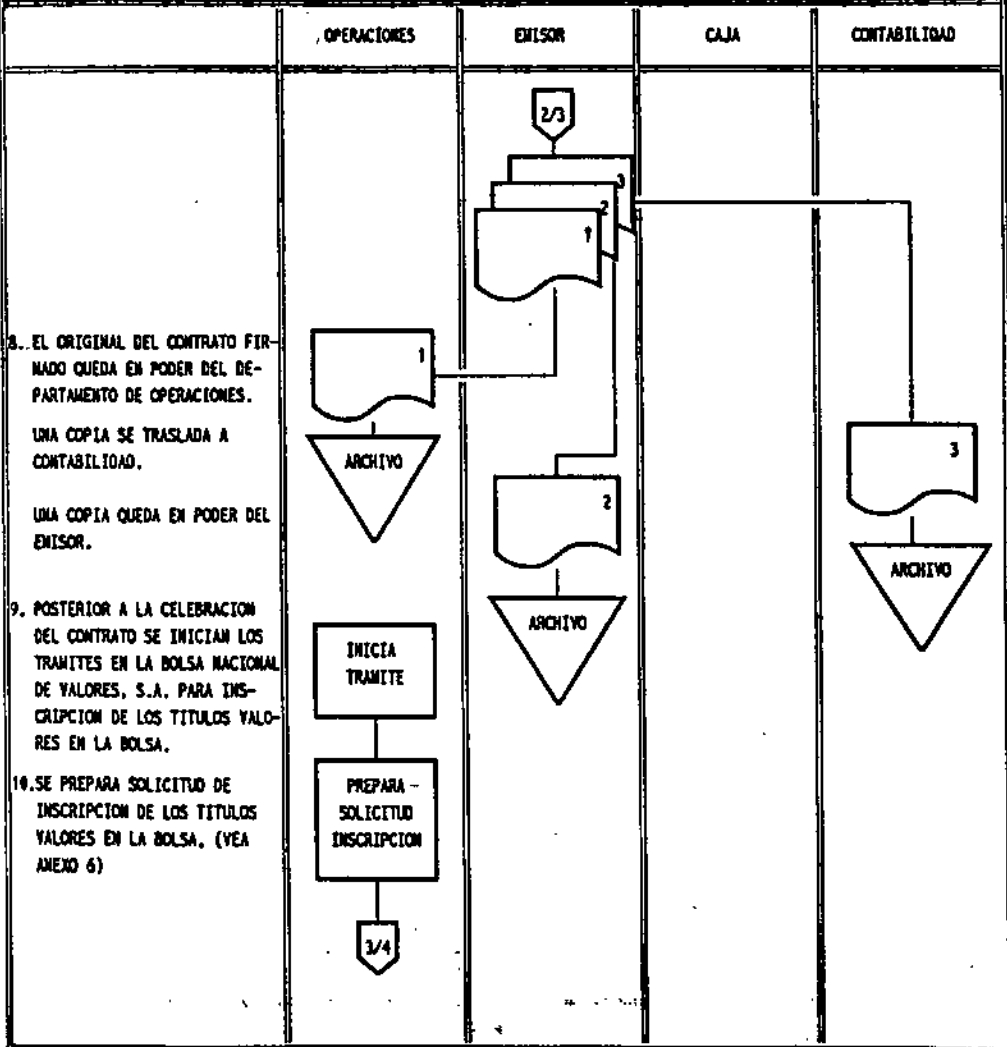 OPERACIONES EMISOR CAJA CONTABILIDAD
2/3
3
2
1
8. EL ORIGINAL DEL CONTRATO FIR-
MADO QUEDA EN PODER DEL DE-
PARTAMENTO DE OPERACIONES.
UNA COPIA SE TRASLADA A
CONTABILIDAD.
UNA COPIA QUEDA EN PODER DEL
EMISOR.
1
ARCHIVO
2
ARCHIVO
3
ARCHIVO
9. POSTERIOR A LA CELEBRACION
DEL CONTRATO SE INICIAN LOS
TRAMITES EN LA BOLSA NACIONAL
DE VALORES, S.A. PARA INS-
CRIPCION DE LOS TITULOS VALO-
RES EN LA BOLSA.
INICIA
TRAMITE
10.SE PREPARA SOLICITUD DE
INSCRIPCION DE LOS TITULOS
VALORES EN LA BOLSA. (VEA
ANEXO 6)
PREPARA -
SOLICITUD
INSCRIPCION
3/4